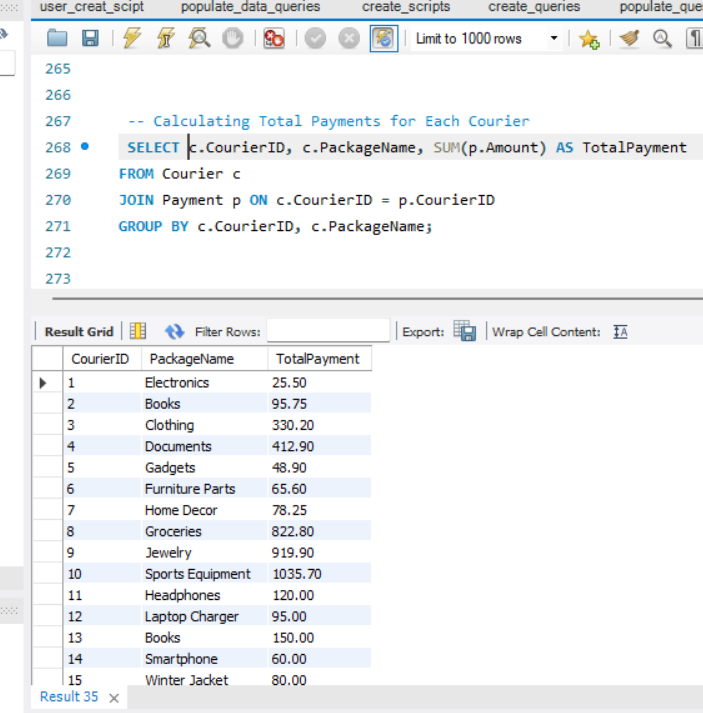 user_creat_scipt populate_data_queries create_scripts create_queries populate_que
Limit to 1000 rows
265
266
267 -- Calculating Total Payments for Each Courier
268 SELECT c.CourierID, c.PackageName, SUM(p.Amount) AS TotalPayment
269 FROM Courier c
270 JOIN Payment p ON c.CourierID = p.CourierID
271 GROUP BY c.CourierID, c.PackageName;
272
273
Result Grid Filter Rows: Export: Wrap Cell Content: IA
CourierID PackageName TotalPayment
1 Electronics 25.50
2 Books 95.75
3 Clothing 330.20
4 Documents 412.90
5 Gadgets 48.90
6 Furniture Parts 65.60
7 Home Decor 78.25
8 Groceries 822.80
9 Jewelry 919.90
10 Sports Equipment 1035.70
11 Headphones 120.00
12 Laptop Charger 95.00
13 Books 150.00
14 Smartphone 60.00
15 Winter Jacket 80.00
Result 35 ×